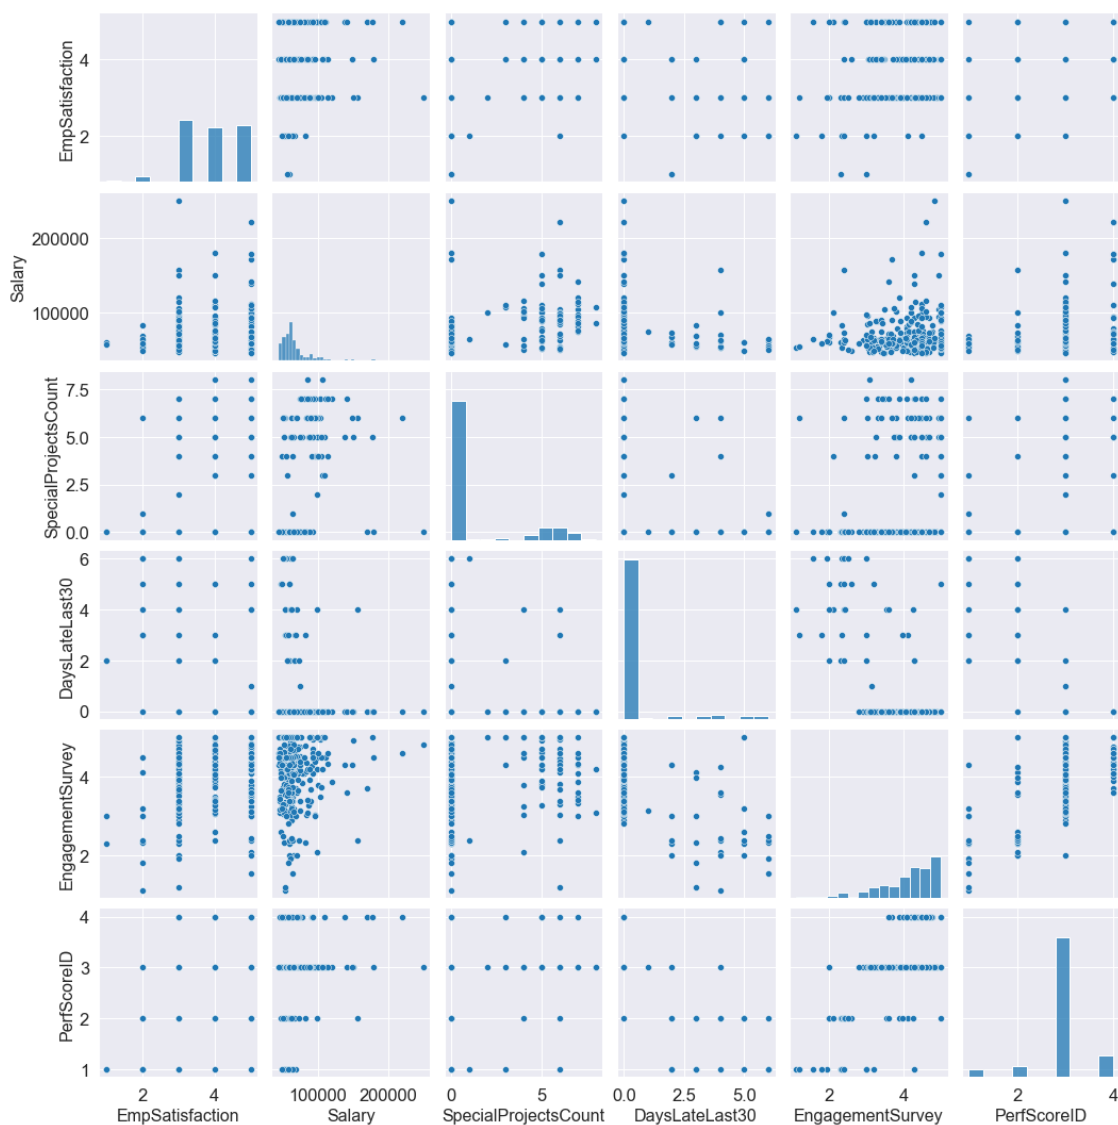 EmpSatisfaction
4
2
Salary
200000
100000
SpecialProjectsCount
7.5
5.0
2.5
0.0
DaysLateLast30
6
4
2
0
EngagementSurvey
4
2
PerfScoreID
4
3
2
1
2 4
100000 200000
0 5
0 2.5 5.0
2 4
2 4
EmpSatisfaction
Salary
SpecialProjectsCount
DaysLateLast30
EngagementSurvey
PerfScoreID